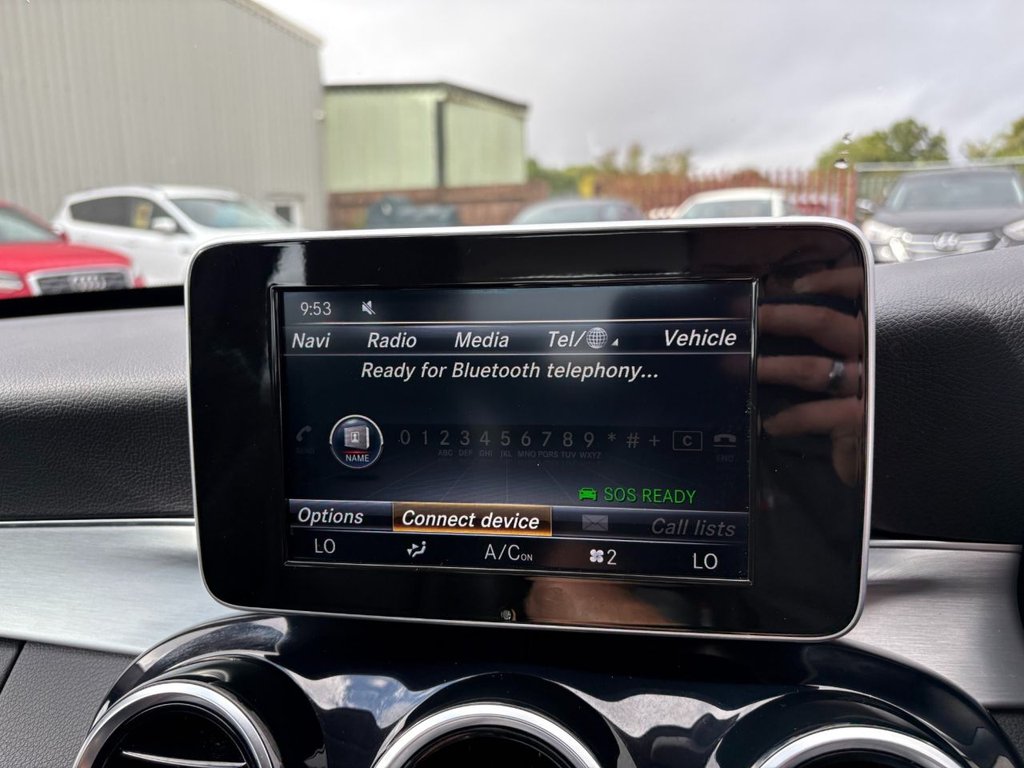 9:53
Navi Radio Media Tel/ Vehicle
Ready for Bluetooth telephony...
NAME 0 1 2 3 4 5 6 7 8 9 * # + C
ABC DEF GHI JKL MNO PQRS TUV WXYZ END
SOS READY
Options Connect device Call lists
LO A/C ON 2 LO